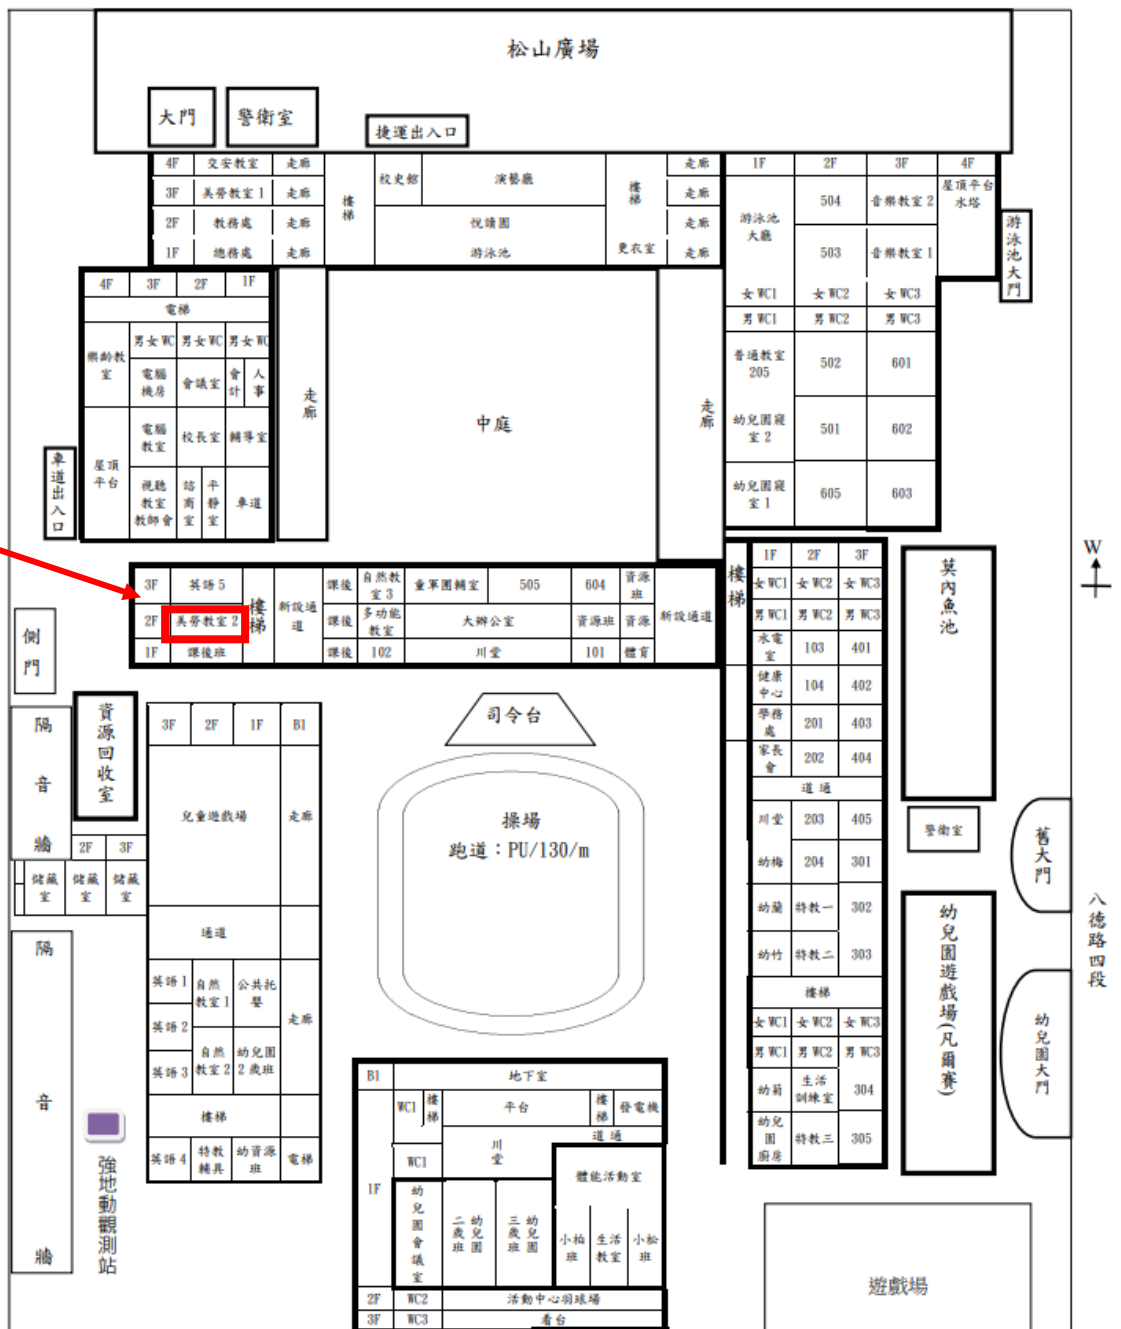 松山廣場
大門 警衛室
捷運出入口
4F 交安教室 走廊
3F 美勞教室1 走廊
2F 教務處 走廊
1F 總務處 走廊
樓梯
校史館 演藝廳
悅讀園
游泳池
樓梯
更衣室
走廊
走廊
走廊
走廊
1F 2F 3F 4F
游泳池大廳 504 音樂教室2 屋頂平台水塔
503 音樂教室1
女WC1 女WC2 女WC3
男WC1 男WC2 男WC3
普通教室205 502 601
幼兒園寢室2 501 602
幼兒園寢室1 605 603
游泳池大門
4F 3F 2F 1F
電梯
樂齡教室 男女WC 男女WC 男女WC
電腦機房 會議室 會計 人事
屋頂平台 電腦教室 校長室 輔導室
視聽教室教師會 諮商室 平靜室 車道
車道出入口
走廊
中庭
走廊
W
3F 英語5
2F 美勞教室2
1F 課後班
樓梯
新設通道
課後 自然教室3 童軍團輔室 505 604 資源班
課後 多功能教室 大辦公室 資源班 資源
課後 102 川堂 101 體育
新設通道
樓梯
1F 2F 3F
女WC1 女WC2 女WC3
男WC1 男WC2 男WC3
水電室 103 401
健康中心 104 402
學務處 201 403
家長會 202 404
道通
川堂 203 405
幼梅 204 301
幼蘭 特教一 302
幼竹 特教二 303
樓梯
女WC1 女WC2 女WC3
男WC1 男WC2 男WC3
幼菊 生活訓練室 304
幼兒園廚房 特教三 305
莫內魚池
警衛室
舊大門
幼兒園遊戲場(凡爾賽)
幼兒園大門
八德路四段
側門
隔音牆
資源回收室
2F 3F
儲藏室 儲藏室 儲藏室
隔音牆
強地動觀測站
3F 2F 1F B1
兒童遊戲場 走廊
通道
英語1 自然教室1 公共托嬰
英語2
英語3 自然教室2 幼兒園2歲班
走廊
樓梯
英語4 特教輔具 幼資源班 電梯
司令台
操場
跑道：PU/130/m
B1 地下室
WC1 樓梯 平台 樓梯 發電機
道通
川堂
WC1
1F
體能活動室
幼兒園會議室 二歲班幼兒園 三歲班幼兒園
小柏班 生活教室 小松班
2F WC2 活動中心羽球場
3F WC3 看台
遊戲場